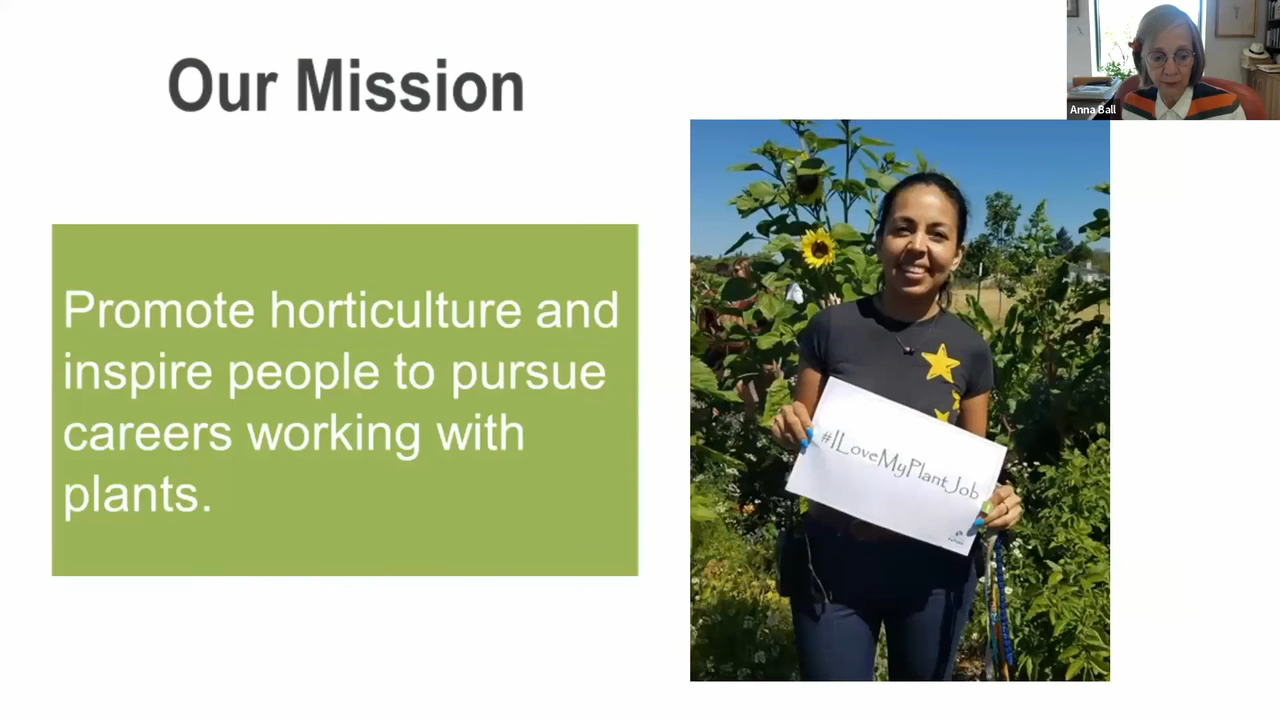 Our Mission
Anna Ball
Promote horticulture and
inspire people to pursue
careers working with
plants.
#ILoveMyPlantJob